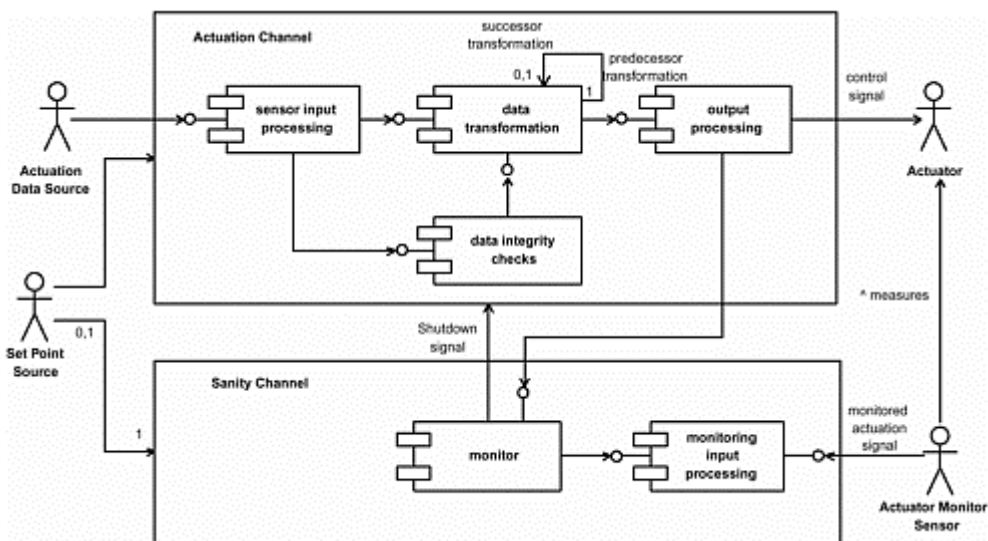 Actuation Channel
successor
transformation
predecessor
transformation
0,1
1
control
signal
sensor input
processing
data
transformation
output
processing
Actuation
Data Source
Actuator
data integrity
checks
^ measures
0,1
Set Point
Source
Shutdown
signal
Sanity Channel
1
monitor
monitoring
input
processing
monitored
actuation
signal
Actuator Monitor
Sensor